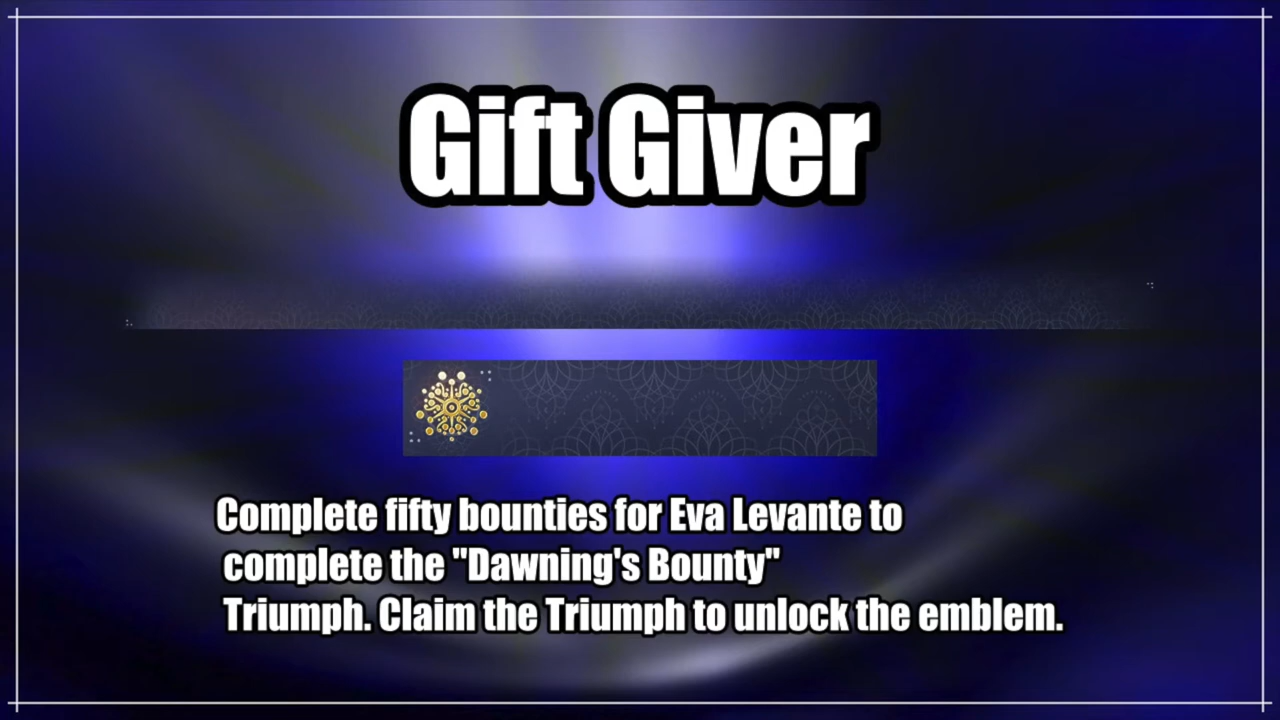 Gift Giver
Complete fifty bounties for Eva Levante to
complete the "Dawning's Bounty"
Triumph. Claim the Triumph to unlock the emblem.